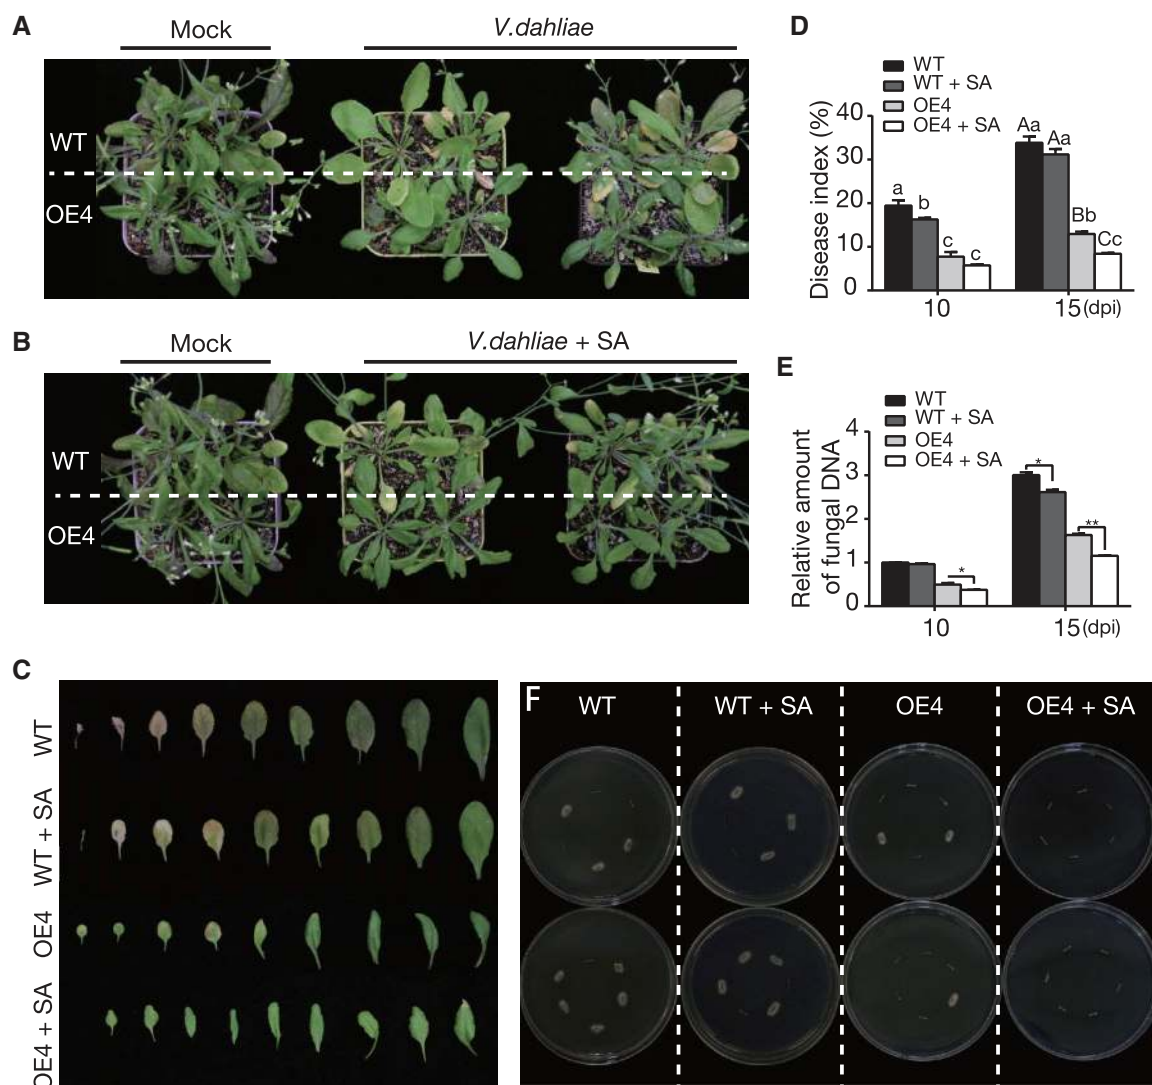 A
Mock
V.dahliae
WT
OE4
B
Mock
V.dahliae + SA
WT
OE4
C
WT
WT + SA
OE4
OE4 + SA
D
WT
WT + SA
OE4
OE4 + SA
Disease index (%)
40
30
20
10
0
a
b
c
c
Aa
Aa
Bb
Cc
10
15 (dpi)
E
WT
WT + SA
OE4
OE4 + SA
Relative amount
of fungal DNA
4
3
2
1
0
*
*
**
10
15 (dpi)
F
WT
WT + SA
OE4
OE4 + SA